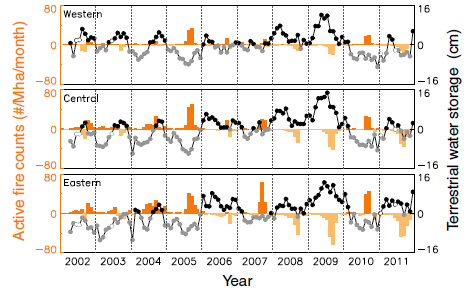 Active fire counts (#/Mha/month)
Terrestrial water storage (cm)
80
0
−80
Western
16
0
−16
80
0
−80
Central
16
0
−16
80
0
−80
Eastern
16
0
−16
2002 2003 2004 2005 2006 2007 2008 2009 2010 2011
Year